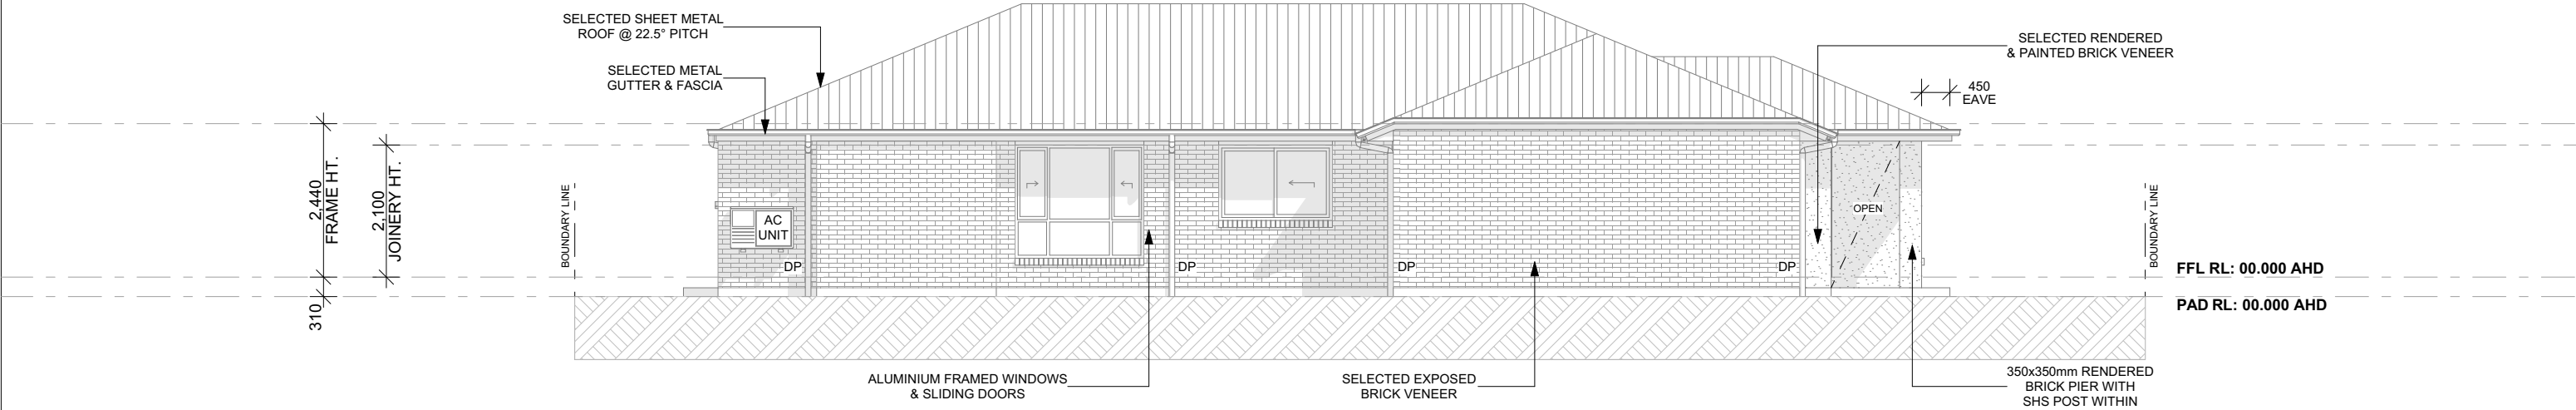 SELECTED SHEET METAL
ROOF @ 22.5° PITCH
SELECTED METAL
GUTTER & FASCIA
SELECTED RENDERED
& PAINTED BRICK VENEER
450
EAVE
2,440
FRAME HT.
2,100
JOINERY HT.
310
BOUNDARY LINE
AC
UNIT
DP
DP
DP
DP
OPEN
BOUNDARY LINE
FFL RL: 00.000 AHD
PAD RL: 00.000 AHD
ALUMINIUM FRAMED WINDOWS
& SLIDING DOORS
SELECTED EXPOSED
BRICK VENEER
350x350mm RENDERED
BRICK PIER WITH
SHS POST WITHIN